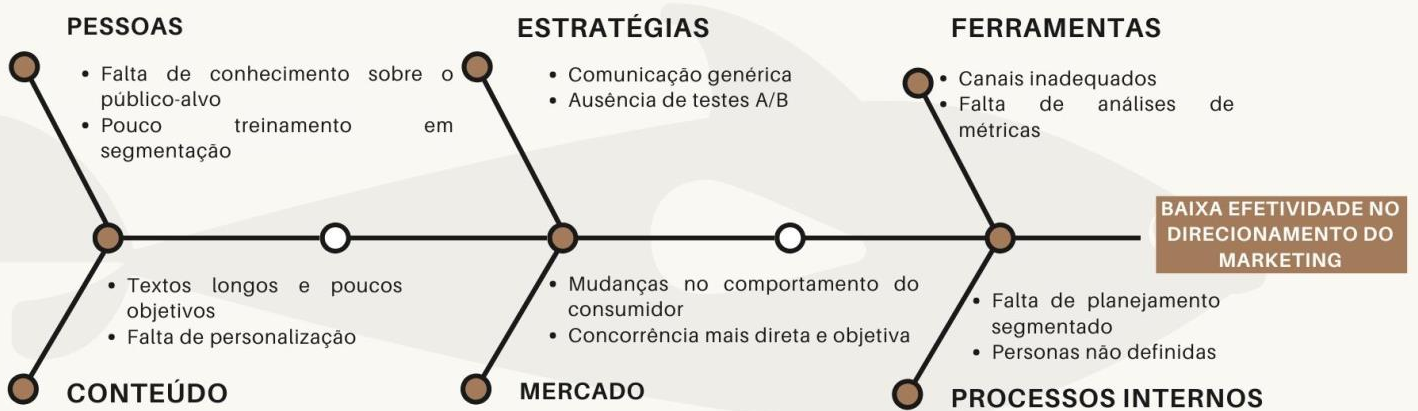 PESSOAS
Falta de conhecimento sobre o
público-alvo
Pouco treinamento em
segmentação
ESTRATÉGIAS
Comunicação genérica
Ausência de testes A/B
FERRAMENTAS
Canais inadequados
Falta de análises de
métricas
BAIXA EFETIVIDADE NO
DIRECIONAMENTO DO
MARKETING
Textos longos e poucos
objetivos
Falta de personalização
CONTEÚDO
Mudanças no comportamento do
consumidor
Concorrência mais direta e objetiva
MERCADO
Falta de planejamento
segmentado
Personas não definidas
PROCESSOS INTERNOS